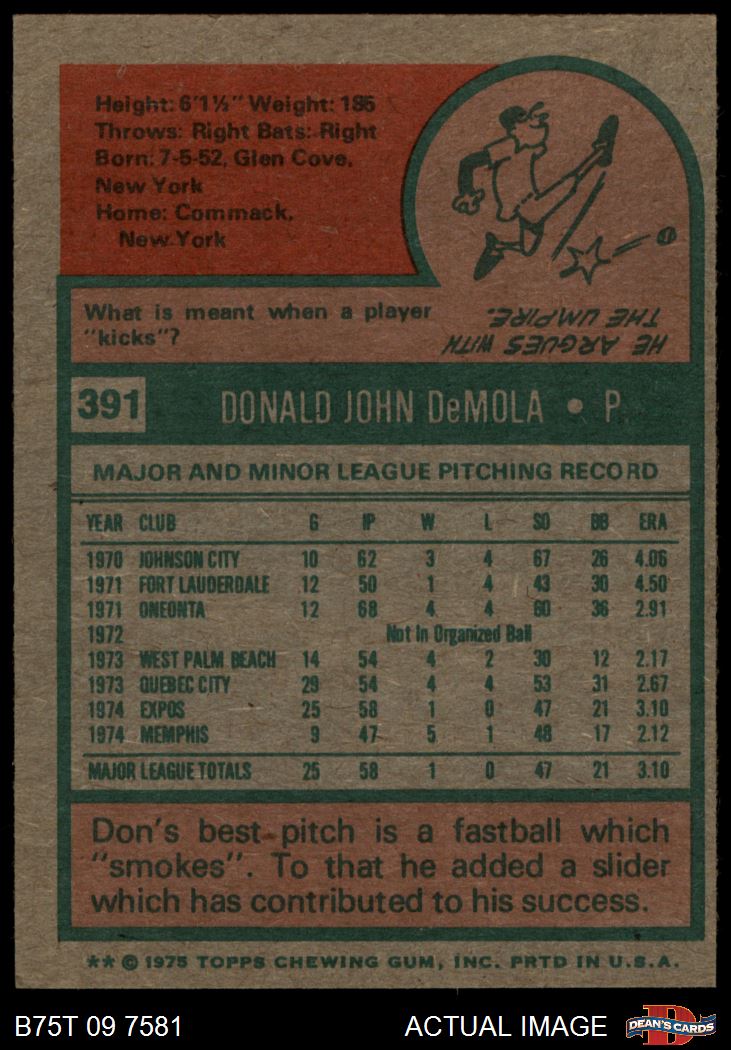 Height: 6'1½" Weight: 185
Throws: Right Bats: Right
Born: 7-5-52, Glen Cove,
New York
Home: Commack,
New York
What is meant when a player
"kicks"?
HE ARGUES WITH
THE UMPIRE.
391 DONALD JOHN DeMOLA • P.
MAJOR AND MINOR LEAGUE PITCHING RECORD
YEAR CLUB G IP W L SO BB ERA
1970 JOHNSON CITY 10 62 3 4 67 26 4.06
1971 FORT LAUDERDALE 12 50 1 4 43 30 4.50
1971 ONEONTA 12 68 4 4 60 36 2.91
1972 Not In Organized Ball
1973 WEST PALM BEACH 14 54 4 2 30 12 2.17
1973 QUEBEC CITY 29 54 4 4 53 31 2.67
1974 EXPOS 25 58 1 0 47 21 3.10
1974 MEMPHIS 9 47 5 1 48 17 2.12
MAJOR LEAGUE TOTALS 25 58 1 0 47 21 3.10
Don's best pitch is a fastball which
"smokes". To that he added a slider
which has contributed to his success.
** © 1975 TOPPS CHEWING GUM, INC. PRTD IN U.S.A.
B75T 09 7581 ACTUAL IMAGE DEAN'S CARDS